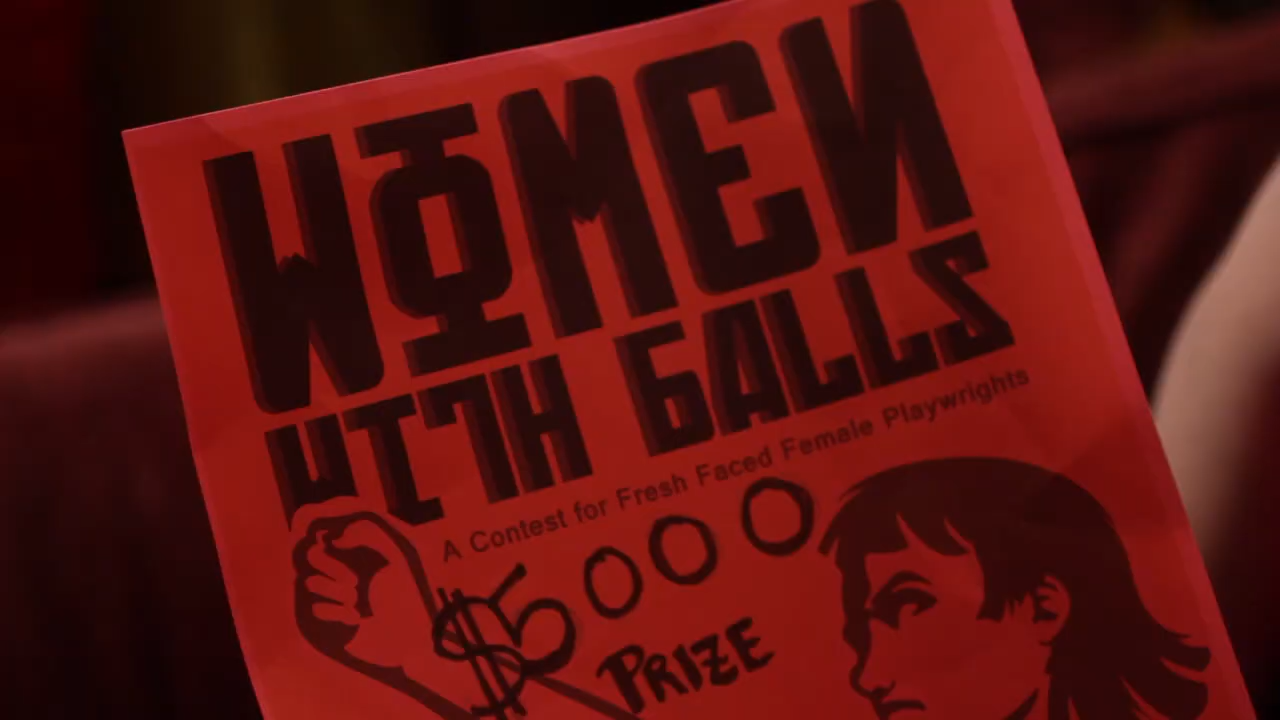 WOMEN
WITH BALLS
A Contest for Fresh Faced Female Playwrights
$5000
PRIZE